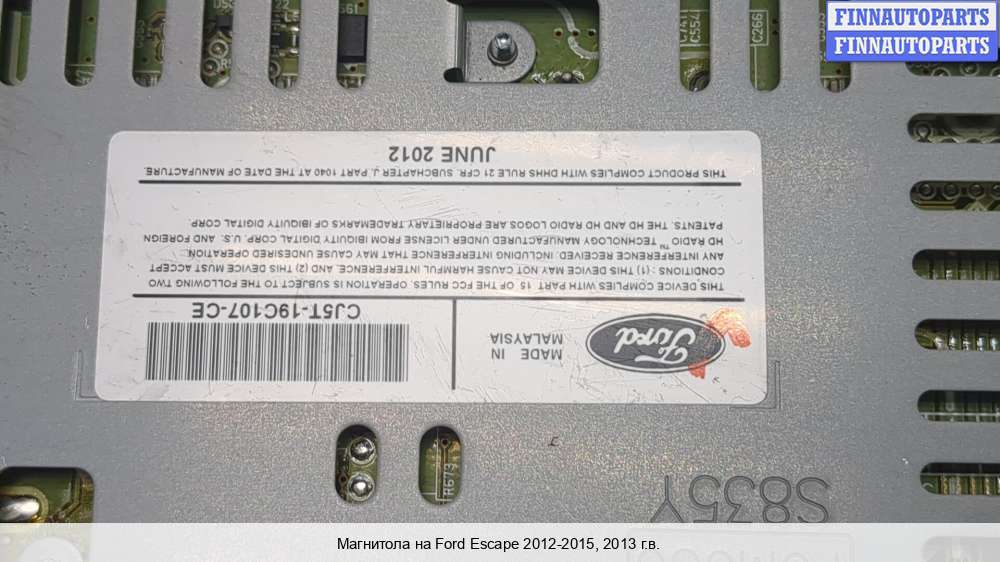 FINNAUTOPARTS
FINNAUTOPARTS
C554
C266
Ford
MADE IN
MALAYSIA
CJ5T-19C107-CE
THIS DEVICE COMPLIES WITH PART 15 OF THE FCC RULES. OPERATION IS SUBJECT TO THE FOLLOWING TWO
CONDITIONS : (1) THIS DEVICE MAY NOT CAUSE HARMFUL INTERFERENCE, AND (2) THIS DEVICE MUST ACCEPT
ANY INTERFERENCE RECEIVED, INCLUDING INTERFERENCE THAT MAY CAUSE UNDESIRED OPERATION.
HD RADIO™ TECHNOLOGY MANUFACTURED UNDER LICENSE FROM IBIQUITY DIGITAL CORP. U.S. AND FOREIGN
PATENTS. THE HD AND HD RADIO LOGOS ARE PROPRIETARY TRADEMARKS OF IBIQUITY DIGITAL CORP.
THIS PRODUCT COMPLIES WITH DHHS RULE 21 CFR. SUBCHAPTER J. PART 1040 AT THE DATE OF MANUFACTURE.
JUNE 2012
R673
S835Y
Магнитола на Ford Escape 2012-2015, 2013 г.в.